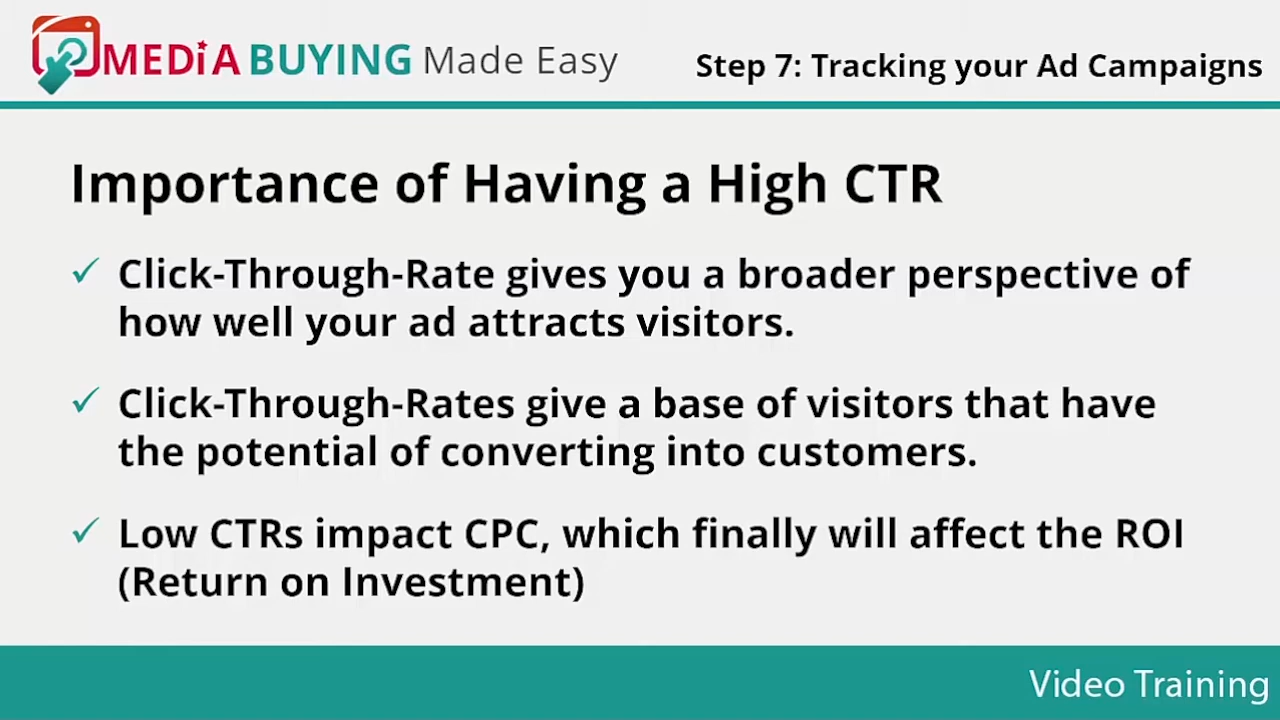 MEDiA BUYING Made Easy
Step 7: Tracking your Ad Campaigns
Importance of Having a High CTR
✓ Click-Through-Rate gives you a broader perspective of
how well your ad attracts visitors.
✓ Click-Through-Rates give a base of visitors that have
the potential of converting into customers.
✓ Low CTRs impact CPC, which finally will affect the ROI
(Return on Investment)
Video Training